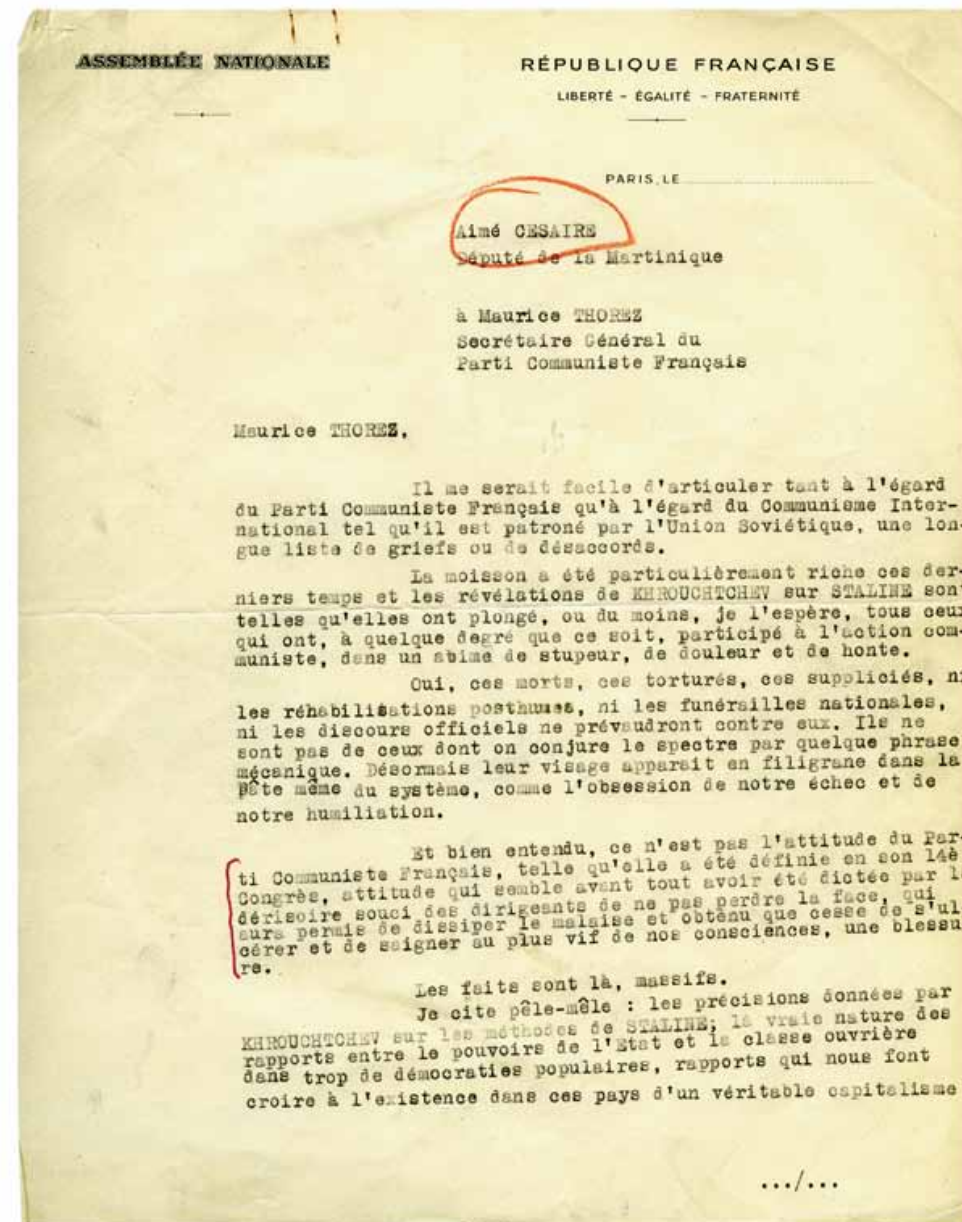 ASSEMBLÉE NATIONALE
RÉPUBLIQUE FRANÇAISE
LIBERTÉ - ÉGALITÉ - FRATERNITÉ
PARIS, LE
Aimé CESAIRE
Député de la Martinique
à Maurice THOREZ
Secrétaire Général du
Parti Communiste Français
Maurice THOREZ,
Il me serait facile d'articuler tant à l'égard
du Parti Communiste Français qu'à l'égard du Communisme Inter-
national tel qu'il est patroné par l'Union Soviétique, une lon-
gue liste de griefs ou de désaccords.
La moisson a été particulièrement riche ces der-
niers temps et les révélations de KHROUCHTCHEV sur STALINE sont
telles qu'elles ont plongé, ou du moins, je l'espère, tous ceux
qui ont, à quelque degré que ce soit, participé à l'action com-
muniste, dans un abime de stupeur, de douleur et de honte.
Oui, ces morts, ces torturés, ces suppliciés, ni
les réhabilitations posthumes, ni les funérailles nationales,
ni les discours officiels ne prévaudront contre eux. Ils ne
sont pas de ceux dont on conjure le spectre par quelque phrase
mécanique. Désormais leur visage apparait en filigrane dans la
pâte même du système, comme l'obsession de notre échec et de
notre humiliation.
Et bien entendu, ce n'est pas l'attitude du Par-
ti Communiste Français, telle qu'elle a été définie en son 14è
Congrès, attitude qui semble avant tout avoir été dictée par l
dérisoire souci des dirigeants de ne pas perdre la face, qui
aura permis de dissiper le malaise et obtenu que cesse de s'ul
cérer et de saigner au plus vif de nos consciences, une blessu
re.
Les faits sont là, massifs.
Je cite pêle-mêle : les précisions données par
KHROUCHTCHEV sur les méthodes de STALINE; la vraie nature des
rapports entre le pouvoirs de l'Etat et la classe ouvrière
dans trop de démocraties populaires, rapports qui nous font
croire à l'existence dans ces pays d'un véritable capitalisme
.../...